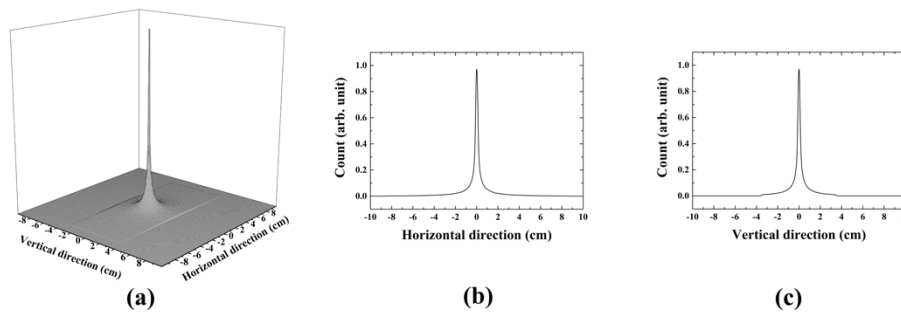 -8 -6 -4 -2 0 2 4 6 8
Vertical direction (cm)
-8 -6 -4 -2 0 2 4 6 8
Horizontal direction (cm)
(a)
Count (arb. unit)
1.0
0.8
0.6
0.4
0.2
0.0
-10 -8 -6 -4 -2 0 2 4 6 8 10
Horizontal direction (cm)
(b)
Count (arb. unit)
1.0
0.8
0.6
0.4
0.2
0.0
-10 -8 -6 -4 -2 0 2 4 6 8
Vertical direction (cm)
(c)